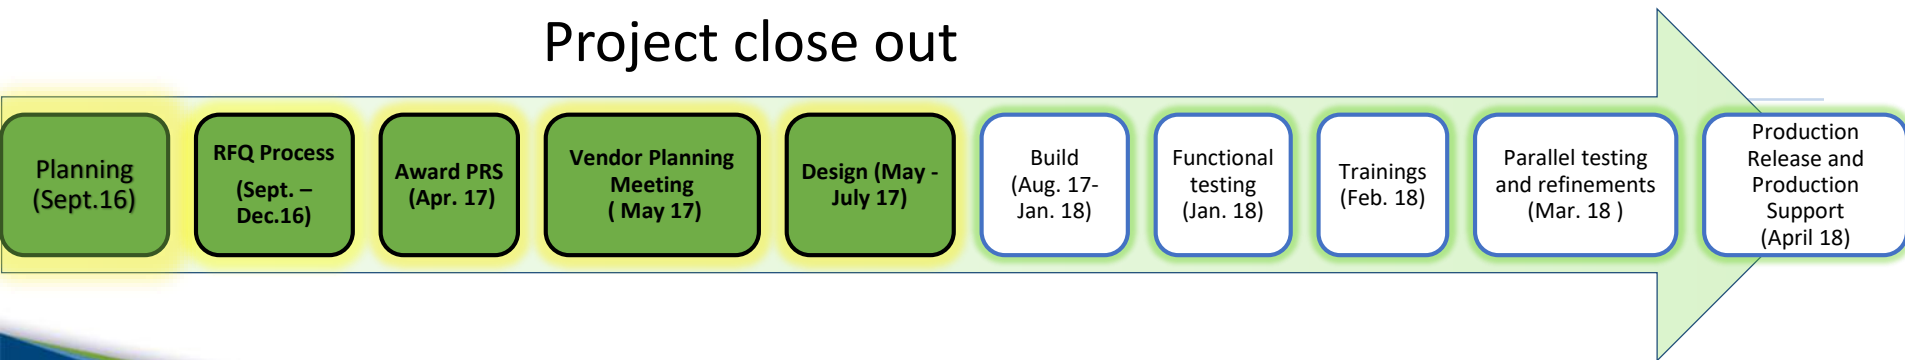 Project close out
Planning
(Sept.16)
RFQ Process
(Sept. –
Dec.16)
Award PRS
(Apr. 17)
Vendor Planning
Meeting
( May 17)
Design (May -
July 17)
Build
(Aug. 17-
Jan. 18)
Functional
testing
(Jan. 18)
Trainings
(Feb. 18)
Parallel testing
and refinements
(Mar. 18 )
Production
Release and
Production
Support
(April 18)